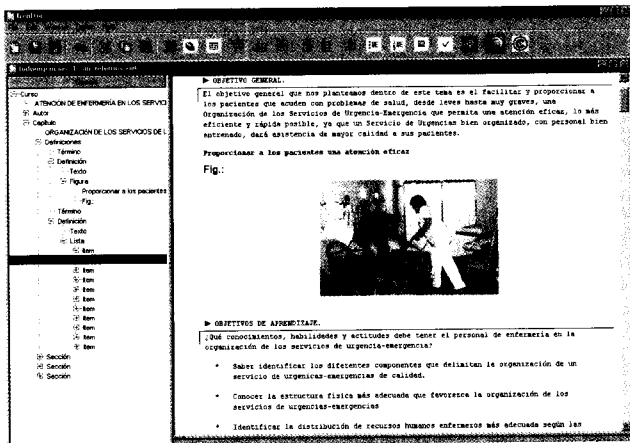 Curso
ATENCIÓN DE ENFERMERÍA EN LOS SERVICI
Autor
Capítulo
ORGANIZACIÓN DE LOS SERVICIOS DE L
Definiciones
Término
Definición
Texto
Figura
Proporcionar a los pacientes
Fig.:
Término
Definición
Texto
Lista
Item
Item
Item
Item
Item
Item
Item
Item
Item
Sección
Sección
Sección
► OBJETIVO GENERAL.
El objetivo general que nos planteamos dentro de este tema es el facilitar y proporcionar a
los pacientes que acuden con problemas de salud, desde leves hasta muy graves, una
Organización de los Servicios de Urgencia-Emergencia que permita una atención eficaz, lo más
eficiente y rápida posible, ya que un Servicio de Urgencias bien organizado, con personal bien
entrenado, dará asistencia de mayor calidad a sus pacientes.
Proporcionar a los pacientes una atención eficaz
Fig.:
► OBJETIVOS DE APRENDIZAJE.
¿Qué conocimientos, habilidades y actitudes debe tener el personal de enfermería en la
organización de los servicios de urgencia-emergencia?
• Saber identificar los diferentes componentes que delimitan la organización de un
servicio de urgencias-emergencias de calidad.
• Conocer la estructura física más adecuada que favorezca la organización de los
servicios de urgencias-emergencias
• Identificar la distribución de recursos humanos enfermeros más adecuada según las